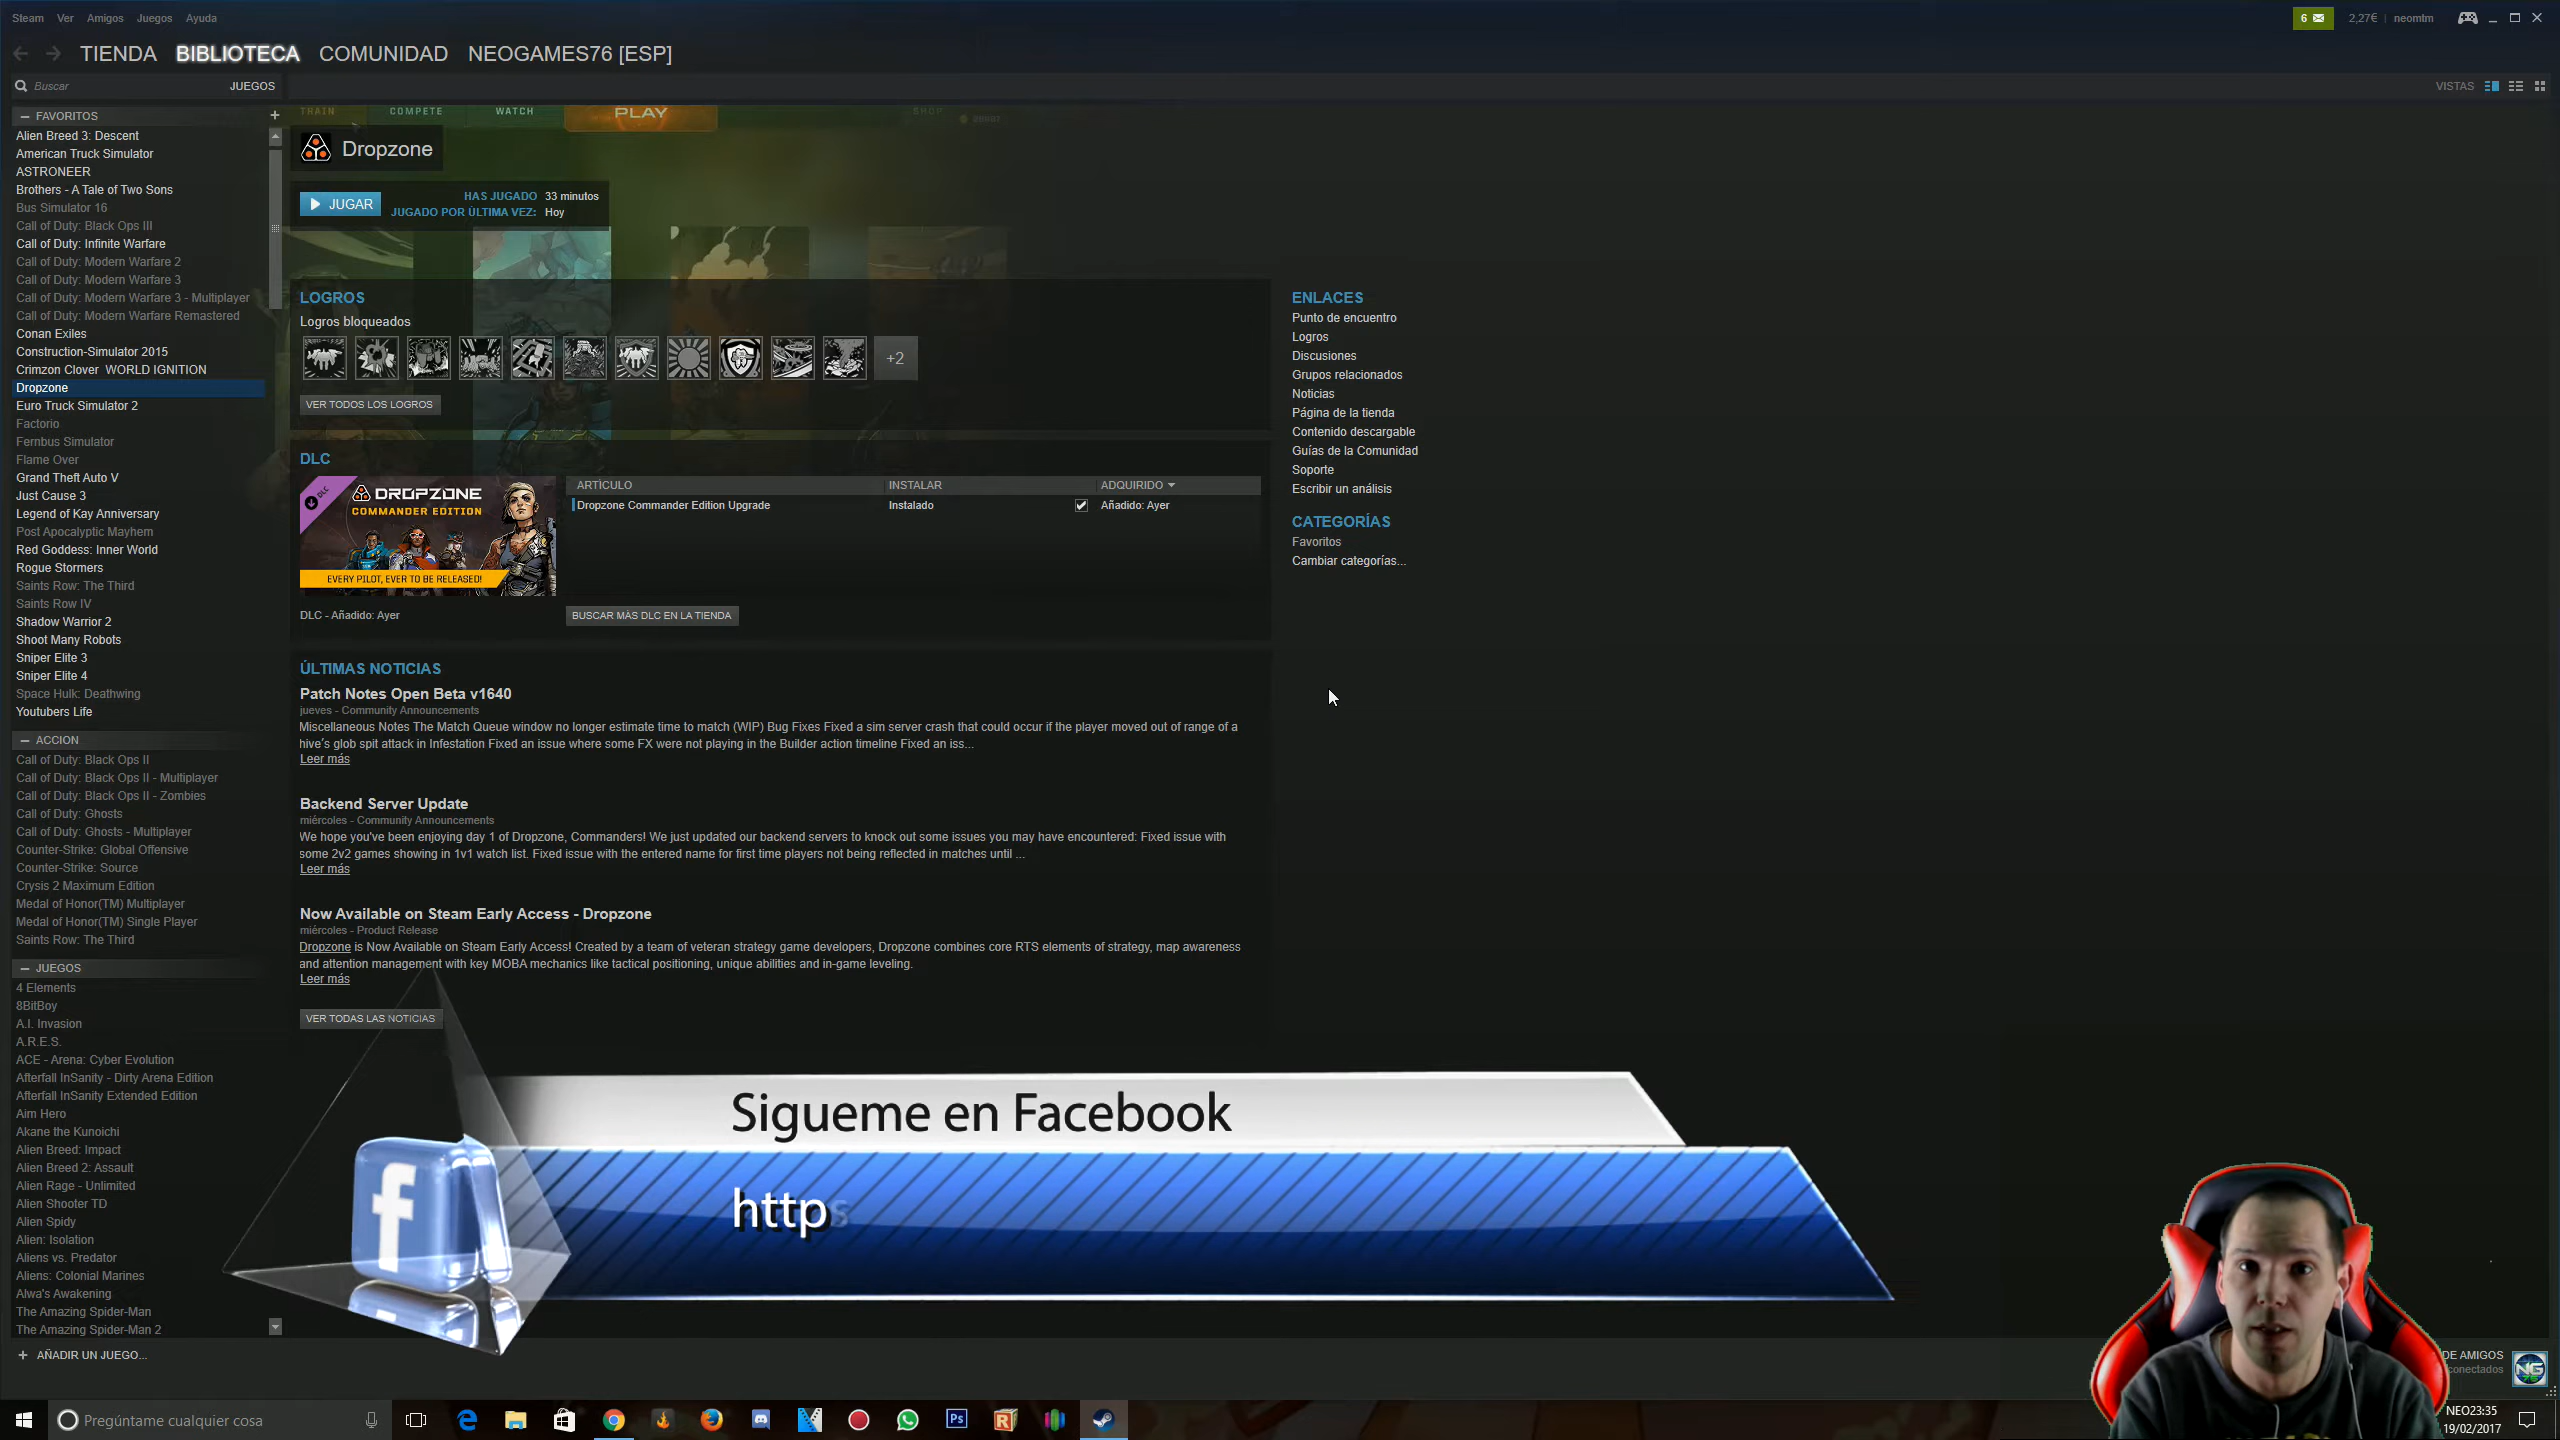 Steam Ver Amigos Juegos Ayuda
6 2,27€ | neomtm
TIENDA BIBLIOTECA COMUNIDAD NEOGAMES76 [ESP]
Buscar JUEGOS
VISTAS
— FAVORITOS +
Alien Breed 3: Descent
American Truck Simulator
ASTRONEER
Brothers - A Tale of Two Sons
Bus Simulator 16
Call of Duty: Black Ops III
Call of Duty: Infinite Warfare
Call of Duty: Modern Warfare 2
Call of Duty: Modern Warfare 3
Call of Duty: Modern Warfare 3 - Multiplayer
Call of Duty: Modern Warfare Remastered
Conan Exiles
Construction-Simulator 2015
Crimzon Clover WORLD IGNITION
Dropzone
Euro Truck Simulator 2
Factorio
Fernbus Simulator
Flame Over
Grand Theft Auto V
Just Cause 3
Legend of Kay Anniversary
Post Apocalyptic Mayhem
Red Goddess: Inner World
Rogue Stormers
Saints Row: The Third
Saints Row IV
Shadow Warrior 2
Shoot Many Robots
Sniper Elite 3
Sniper Elite 4
Space Hulk: Deathwing
Youtubers Life
— ACCION
Call of Duty: Black Ops II
Call of Duty: Black Ops II - Multiplayer
Call of Duty: Black Ops II - Zombies
Call of Duty: Ghosts
Call of Duty: Ghosts - Multiplayer
Counter-Strike: Global Offensive
Counter-Strike: Source
Crysis 2 Maximum Edition
Medal of Honor(TM) Multiplayer
Medal of Honor(TM) Single Player
Saints Row: The Third
— JUEGOS
4 Elements
8BitBoy
A.I. Invasion
A.R.E.S.
ACE - Arena: Cyber Evolution
Afterfall InSanity - Dirty Arena Edition
Afterfall InSanity Extended Edition
Aim Hero
Akane the Kunoichi
Alien Breed: Impact
Alien Breed 2: Assault
Alien Rage - Unlimited
Alien Shooter TD
Alien Spidy
Alien: Isolation
Aliens vs. Predator
Aliens: Colonial Marines
Alwa's Awakening
The Amazing Spider-Man
The Amazing Spider-Man 2
+ AÑADIR UN JUEGO...
TRAIN COMPETE WATCH PLAY SHOP
Dropzone
JUGAR
HAS JUGADO 33 minutos
JUGADO POR ÚLTIMA VEZ: Hoy
LOGROS
Logros bloqueados
+2
VER TODOS LOS LOGROS
DLC
DLC
DROPZONE
COMMANDER EDITION
EVERY PILOT, EVER TO BE RELEASED!
DLC - Añadido: Ayer
ARTÍCULO INSTALAR ADQUIRIDO
Dropzone Commander Edition Upgrade Instalado Añadido: Ayer
BUSCAR MÁS DLC EN LA TIENDA
ÚLTIMAS NOTICIAS
Patch Notes Open Beta v1640
jueves - Community Announcements
Miscellaneous Notes The Match Queue window no longer estimate time to match (WIP) Bug Fixes Fixed a sim server crash that could occur if the player moved out of range of a
hive's glob spit attack in Infestation Fixed an issue where some FX were not playing in the Builder action timeline Fixed an iss...
Leer más
Backend Server Update
miércoles - Community Announcements
We hope you've been enjoying day 1 of Dropzone, Commanders! We just updated our backend servers to knock out some issues you may have encountered: Fixed issue with
some 2v2 games showing in 1v1 watch list. Fixed issue with the entered name for first time players not being reflected in matches until ...
Leer más
Now Available on Steam Early Access - Dropzone
miércoles - Product Release
Dropzone is Now Available on Steam Early Access! Created by a team of veteran strategy game developers, Dropzone combines core RTS elements of strategy, map awareness
and attention management with key MOBA mechanics like tactical positioning, unique abilities and in-game leveling.
Leer más
VER TODAS LAS NOTICIAS
ENLACES
Punto de encuentro
Logros
Discusiones
Grupos relacionados
Noticias
Página de la tienda
Contenido descargable
Guías de la Comunidad
Soporte
Escribir un análisis
CATEGORÍAS
Favoritos
Cambiar categorías...
Sigueme en Facebook
https
f
DE AMIGOS
conectados
NG
Pregúntame cualquier cosa
Ps
R
NEO23:35
19/02/2017